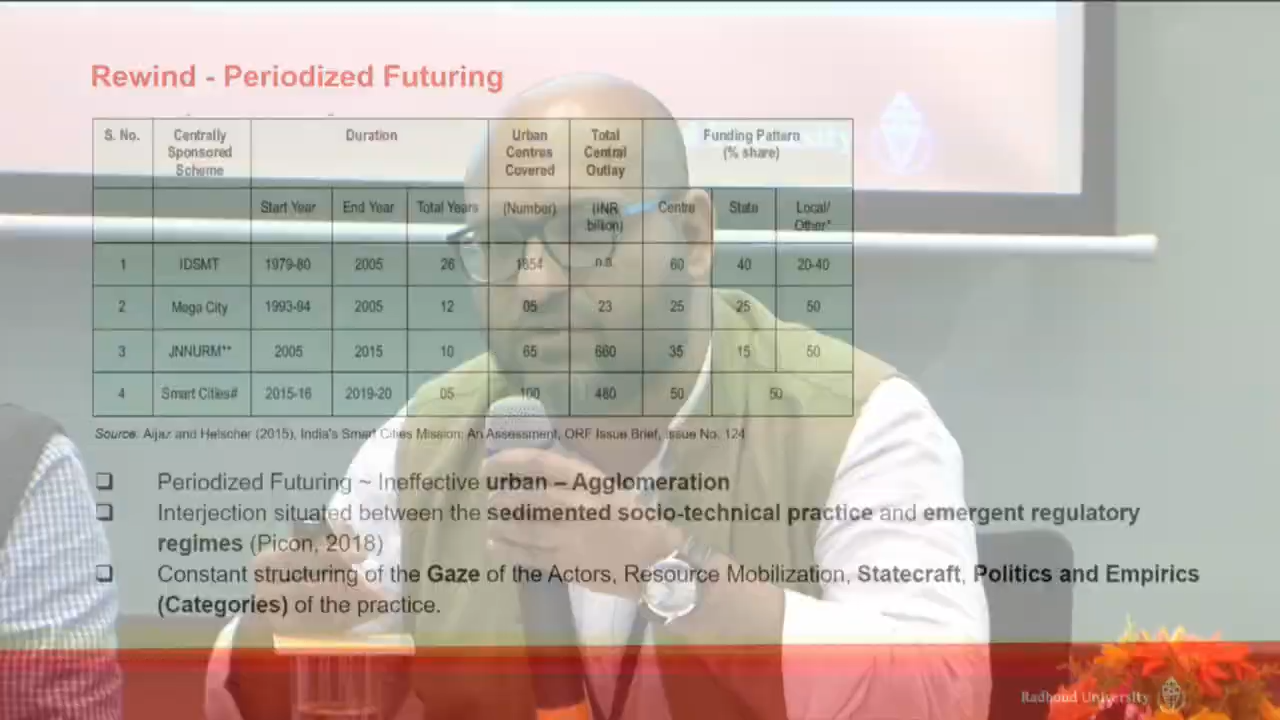 Rewind - Periodized Futuring
S. No. Centrally Sponsored Scheme Duration Urban Centres Covered Total Central Outlay Funding Pattern (% share)
Start Year End Year Total Years (Number) (INR billion) Centre State Local/ Other*
1 IDSMT 1979-80 2005 26 1854 n.a. 60 40 20-40
2 Mega City 1993-94 2005 12 05 23 25 25 50
3 JNNURM** 2005 2015 10 65 660 35 15 50
4 Smart Cities# 2015-16 2019-20 05 100 480 50 50
Source: Aijaz and Helscher (2015), India's Smart Cities Mission: An Assessment, ORF Issue Brief, Issue No. 124
❑ Periodized Futuring ~ Ineffective urban – Agglomeration
❑ Interjection situated between the sedimented socio-technical practice and emergent regulatory
regimes (Picon, 2018)
❑ Constant structuring of the Gaze of the Actors, Resource Mobilization, Statecraft, Politics and Empirics
(Categories) of the practice.
Radboud University